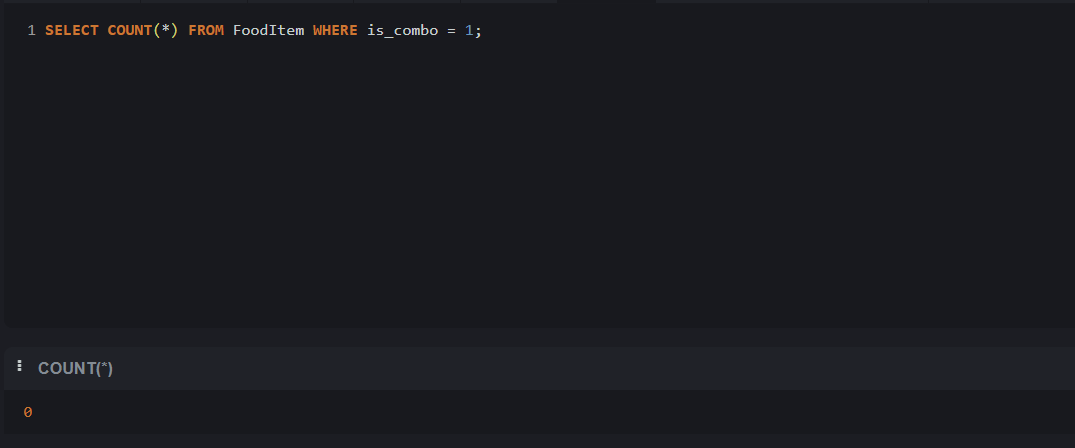 1 SELECT COUNT(*) FROM FoodItem WHERE is_combo = 1;
COUNT(*)
0